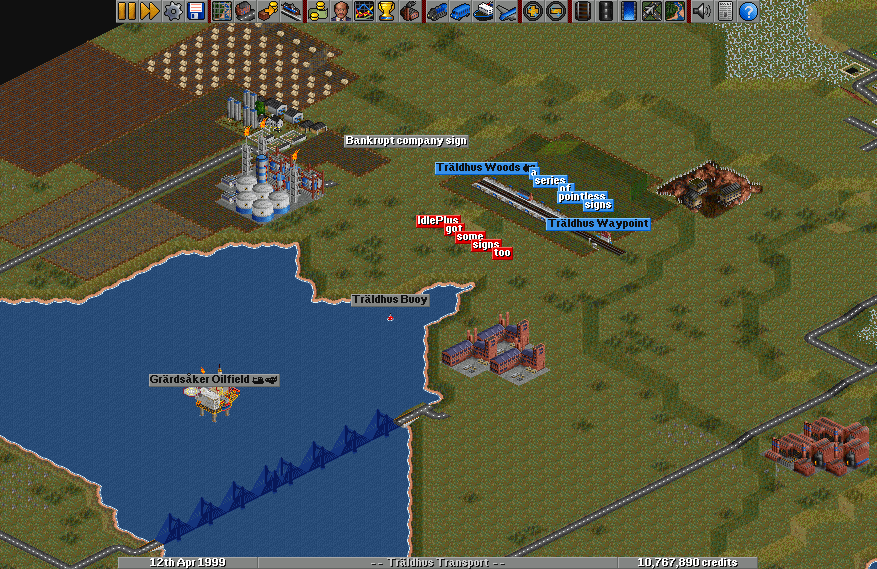 Bankrupt company sign
Träldhus Woods
a
series
of
pointless
signs
Träldhus Waypoint
IdlePlus
got
some
signs
too
Träldhus Buoy
Grärdsåker Oilfield
12th Apr 1999
-- Träldhus Transport --
10,767,890 credits